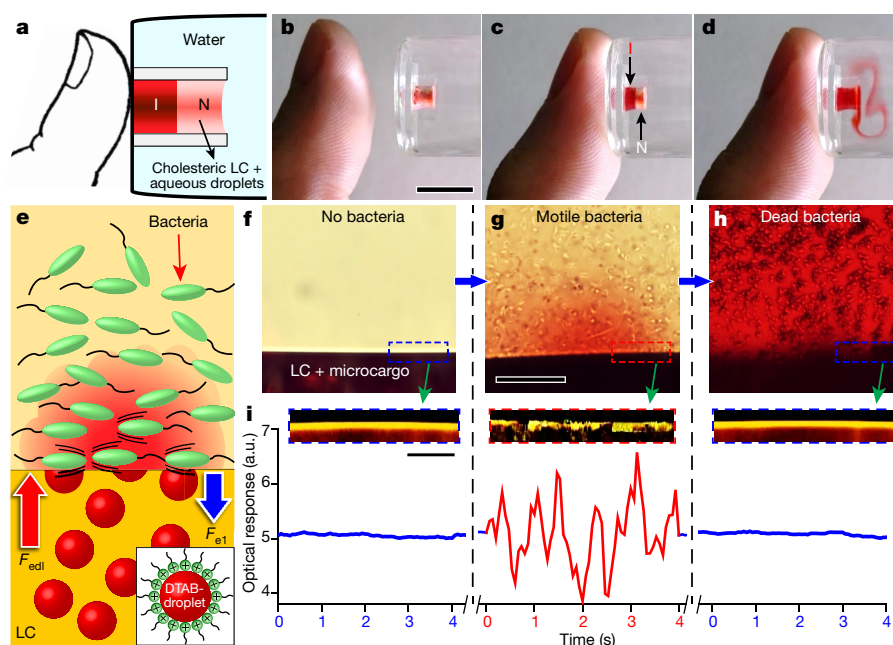 a
Water
I
N
Cholesteric LC +
aqueous droplets
b
c
I
N
d
e
Bacteria
F_edl
F_e1
LC
DTAB-
droplet
f
No bacteria
LC + microcargo
g
Motile bacteria
h
Dead bacteria
i
Optical response (a.u.)
7
6
5
4
0 1 2 3 4
0 1 2 3 4
0 1 2 3 4
Time (s)